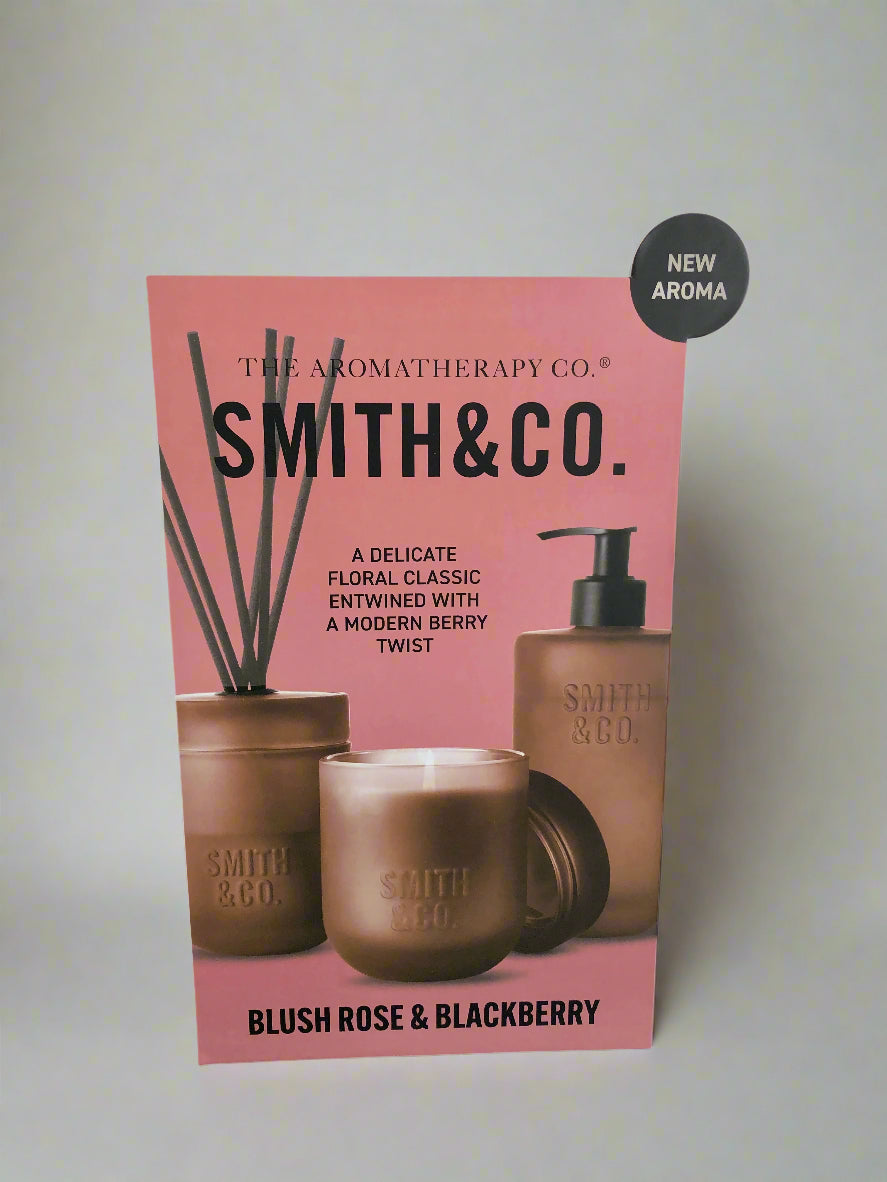 NEW
AROMA
THE AROMATHERAPY CO.®
SMITH&CO.
A DELICATE
FLORAL CLASSIC
ENTWINED WITH
A MODERN BERRY
TWIST
SMITH
&CO.
SMITH
&CO.
SMITH
&CO.
BLUSH ROSE & BLACKBERRY